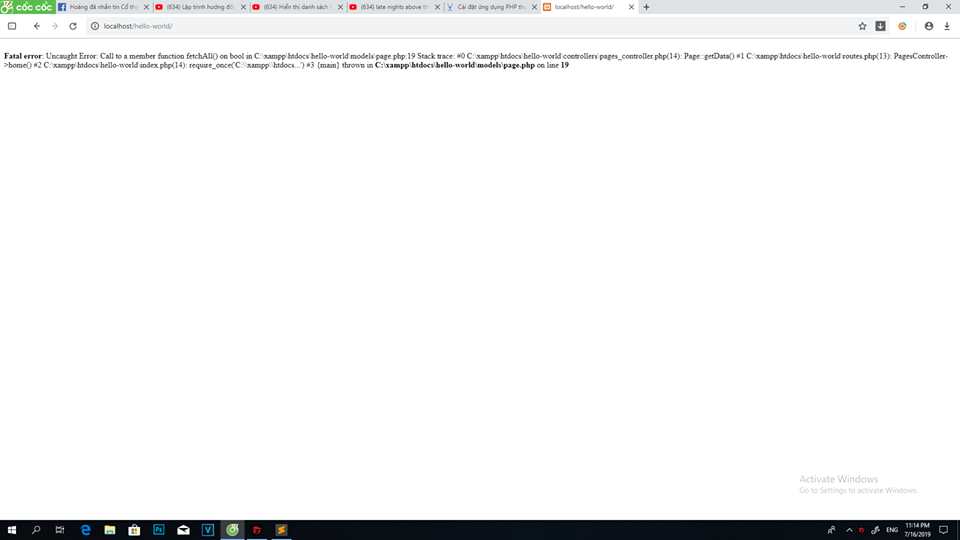 cốc cốc
Hoàng đã nhắn tin Cổ thạ
(634) Lập trình hướng đối
(634) Hiển thị danh sách b
(634) late nights above th
Cài đặt ứng dụng PHP thu
localhost/hello-world/
localhost/hello-world/
Fatal error: Uncaught Error: Call to a member function fetchAll() on bool in C:\xampp\htdocs\hello-world\models\page.php:19 Stack trace: #0 C:\xampp\htdocs\hello-world\controllers\pages_controller.php(14): Page::getData() #1 C:\xampp\htdocs\hello-world\routes.php(13): PagesController-
>home() #2 C:\xampp\htdocs\hello-world\index.php(14): require_once('C:\\xampp\\htdocs...') #3 {main} thrown in C:\xampp\htdocs\hello-world\models\page.php on line 19
Activate Windows
Go to Settings to activate Windows.
Ps
V
ENG
11:14 PM
7/16/2019